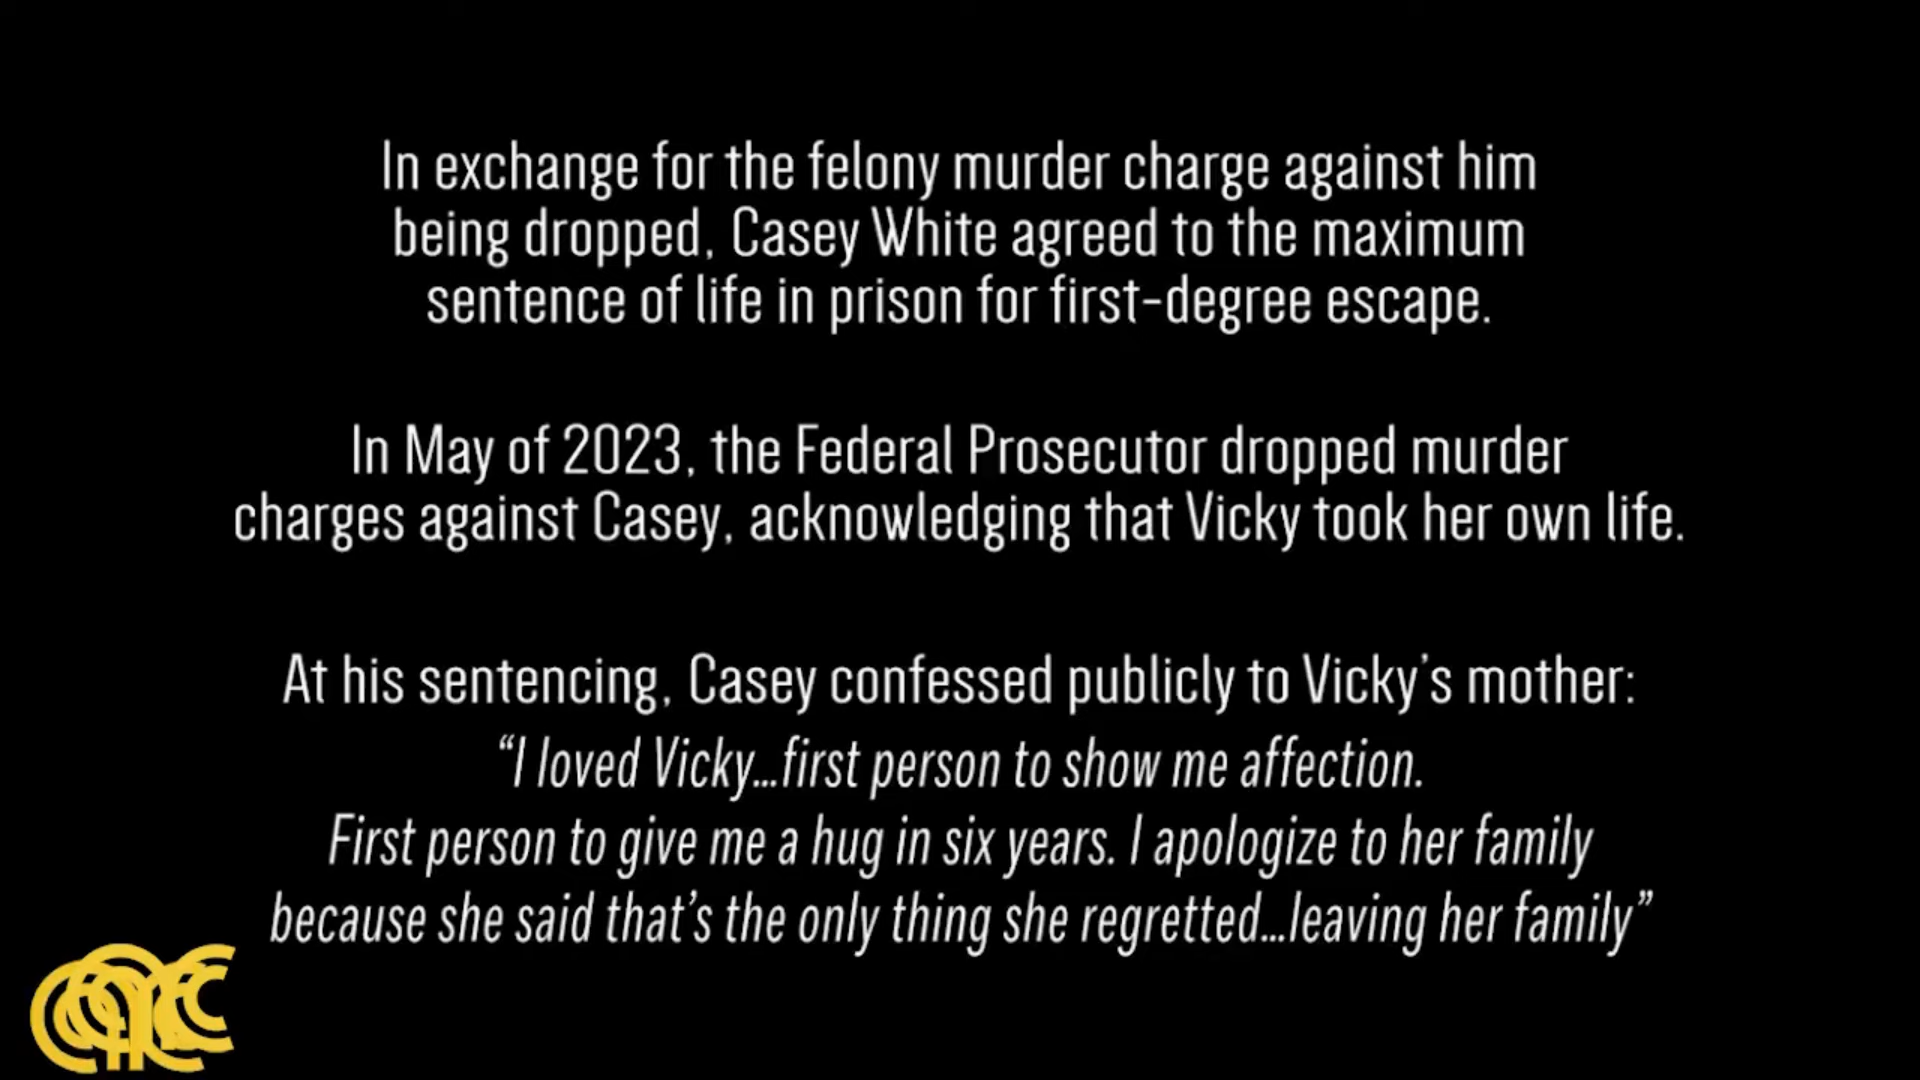 In exchange for the felony murder charge against him
being dropped, Casey White agreed to the maximum
sentence of life in prison for first-degree escape.
In May of 2023, the Federal Prosecutor dropped murder
charges against Casey, acknowledging that Vicky took her own life.
At his sentencing, Casey confessed publicly to Vicky's mother:
“I loved Vicky...first person to show me affection.
First person to give me a hug in six years. I apologize to her family
because she said that's the only thing she regretted...leaving her family”